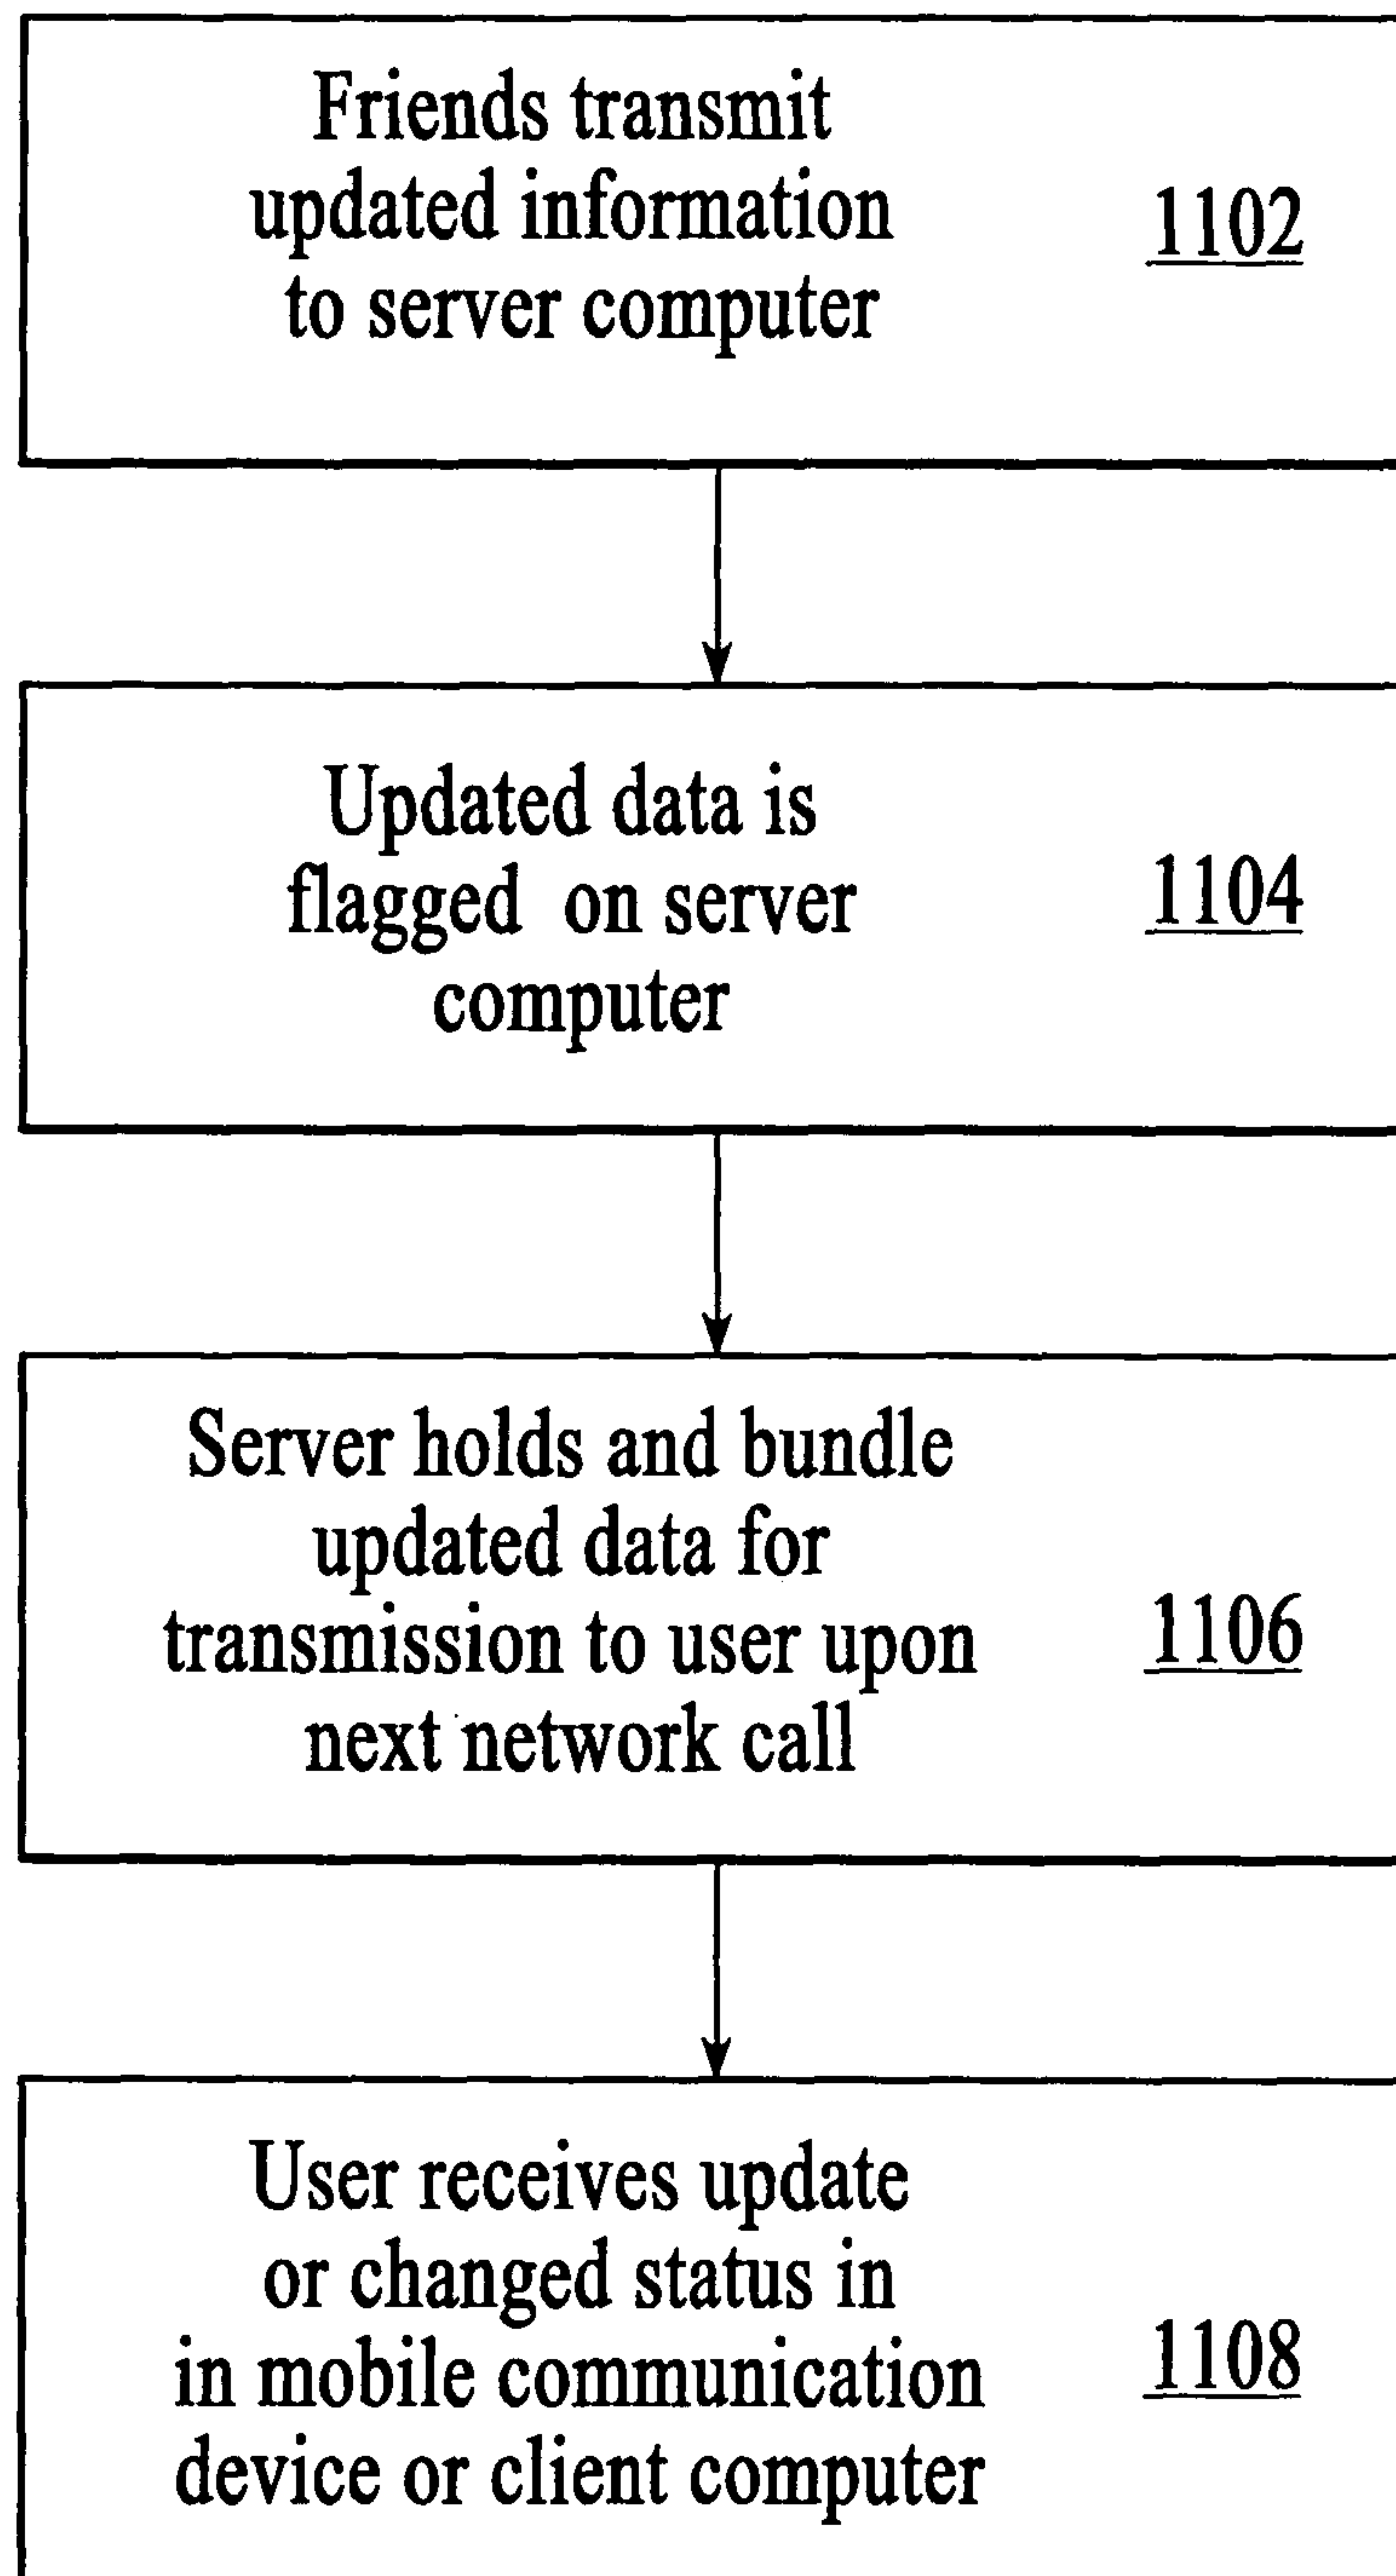 Friends transmit
updated information
to server computer
1102
Updated data is
flagged on server
computer
1104
Server holds and bundle
updated data for
transmission to user upon
next network call
1106
User receives update
or changed status in
in mobile communication
device or client computer
1108